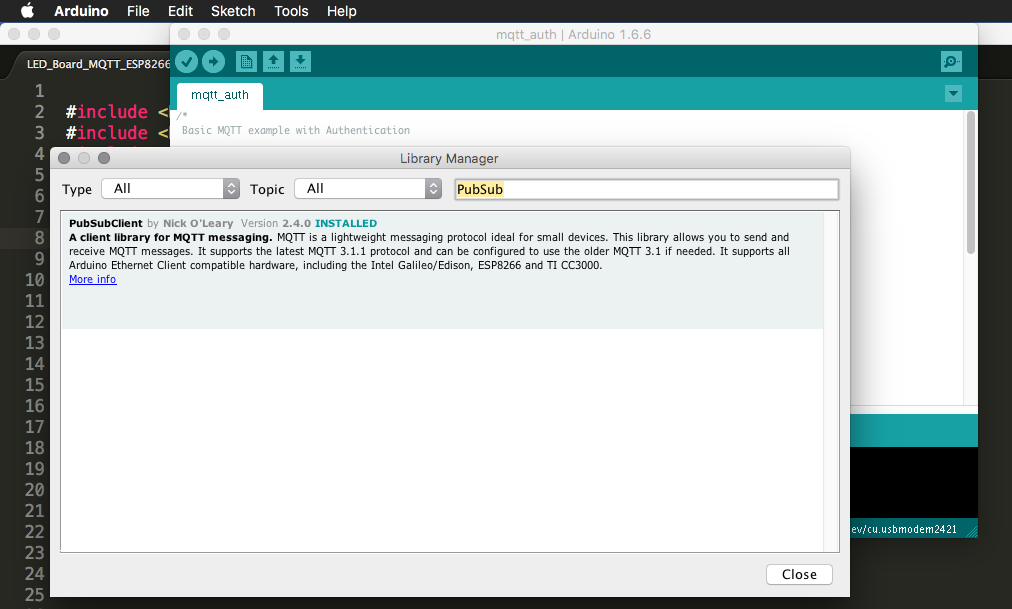 Arduino File Edit Sketch Tools Help
mqtt_auth | Arduino 1.6.6
LED_Board_MQTT_ESP8266
mqtt_auth
1
2 #include <
3 #include <
4
5
6
7
8
9
10
11
12
13
14
15
16
17
18
19
20
21
22
23
24
25
/*
Basic MQTT example with Authentication
Library Manager
Type All Topic All PubSub
PubSubClient by Nick O'Leary Version 2.4.0 INSTALLED
A client library for MQTT messaging. MQTT is a lightweight messaging protocol ideal for small devices. This library allows you to send and
receive MQTT messages. It supports the latest MQTT 3.1.1 protocol and can be configured to use the older MQTT 3.1 if needed. It supports all
Arduino Ethernet Client compatible hardware, including the Intel Galileo/Edison, ESP8266 and TI CC3000.
More info
ev/cu.usbmodem2421
Close